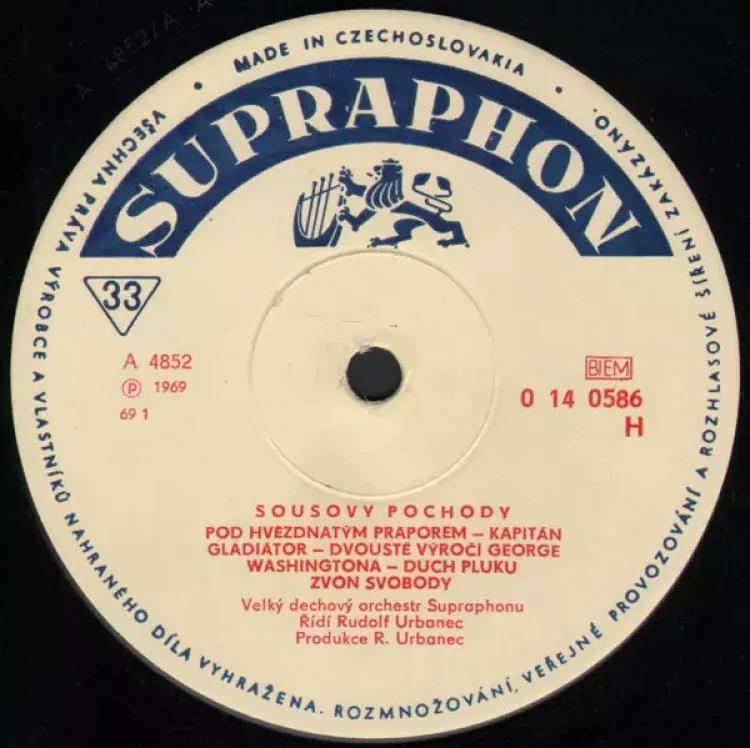 A 4852/A A
MADE IN CZECHOSLOVAKIA
VŠECHNA PRÁVA VÝROBCE A VLASTNÍKŮ NAHRANÉHO DÍLA VYHRAŽENA. ROZMNOŽOVÁNÍ, VEŘEJNÉ PROVOZOVÁNÍ A ROZHLASOVÉ ŠÍŘENÍ ZAKÁZÁNO.
SUPRAPHON
33
A 4852
Ⓟ 1969
69 1
BIEM
0 14 0586
H
SOUSOVY POCHODY
POD HVĚZDNATÝM PRAPOREM – KAPITÁN
GLADIÁTOR – DVOUSTÉ VÝROČÍ GEORGE
WASHINGTONA – DUCH PLUKU
ZVON SVOBODY
Velký dechový orchestr Supraphonu
Řídí Rudolf Urbanec
Produkce R. Urbanec